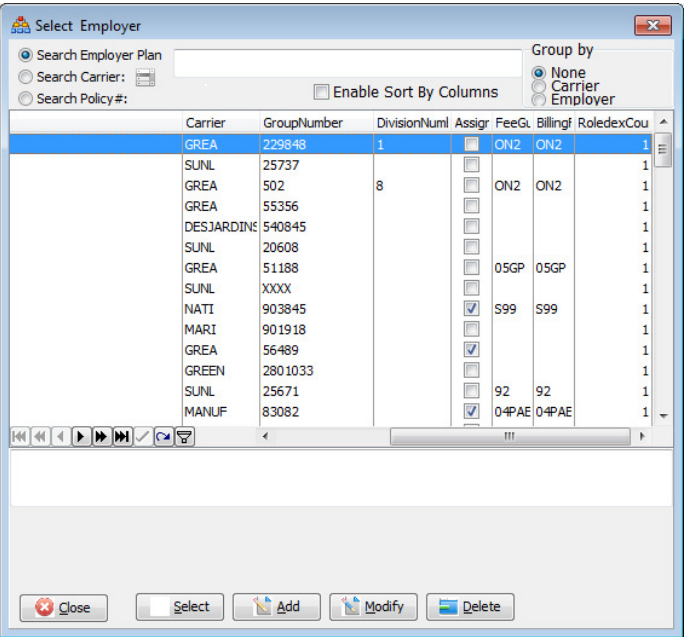 Select Employer
Search Employer Plan
Search Carrier:
Search Policy#:
Enable Sort By Columns
Group by
None
Carrier
Employer
Carrier GroupNumber DivisionNuml Assigr FeeGu Billingf RoledexCou
GREA 229848 1 ON2 ON2 1
SUNL 25737 1
GREA 502 8 ON2 ON2 1
GREA 55356 1
DESJARDINS 540845 1
SUNL 20608 1
GREA 51188 05GP 05GP 1
SUNL XXXX 1
NATI 903845 S99 S99 1
MARI 901918 1
GREA 56489 1
GREEN 2801033 1
SUNL 25671 92 92 1
MANUF 83082 04PAE 04PAE 1
Close Select Add Modify Delete